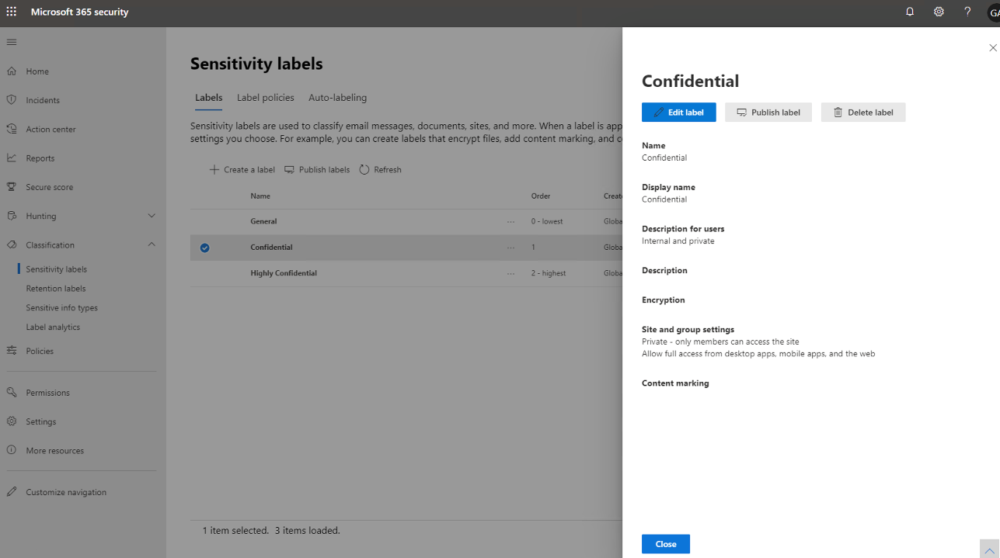 Microsoft 365 security
GA
Home
Incidents
Action center
Reports
Secure score
Hunting
Classification
Sensitivity labels
Retention labels
Sensitive info types
Label analytics
Policies
Permissions
Settings
More resources
Customize navigation
Sensitivity labels
Labels Label policies Auto-labeling
Sensitivity labels are used to classify email messages, documents, sites, and more. When a label is app
settings you choose. For example, you can create labels that encrypt files, add content marking, and c
Create a label Publish labels Refresh
Name Order Create
General ... 0 - lowest Globa
Confidential ... 1 Globa
Highly Confidential ... 2 - highest Globa
1 item selected. 3 items loaded.
Confidential
Edit label Publish label Delete label
Name
Confidential
Display name
Confidential
Description for users
Internal and private
Description
Encryption
Site and group settings
Private - only members can access the site
Allow full access from desktop apps, mobile apps, and the web
Content marking
Close